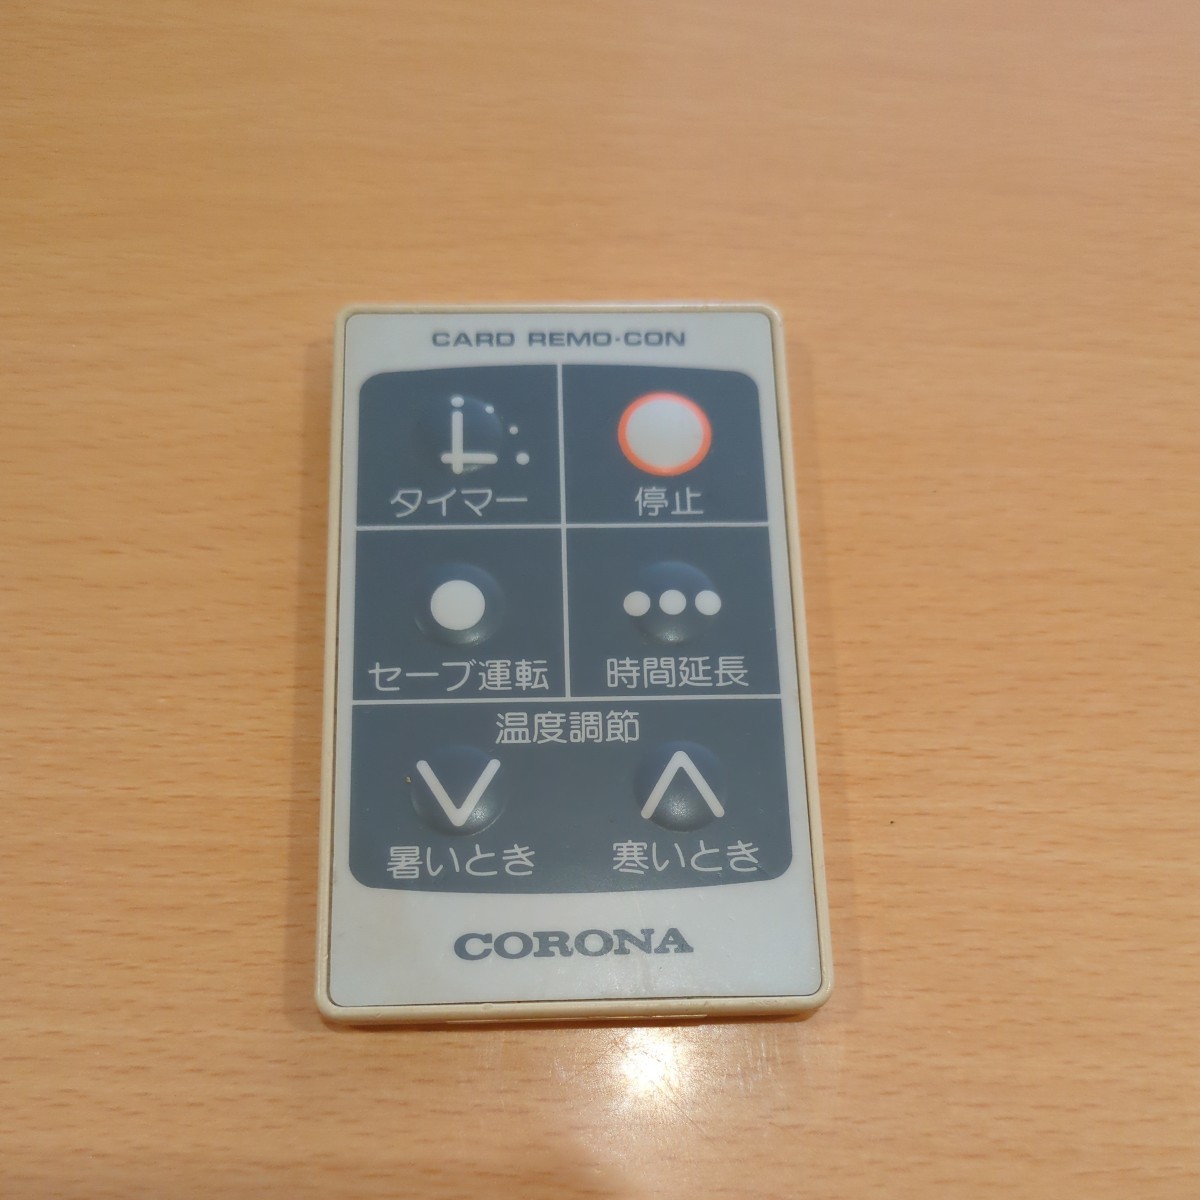 CARD REMO·CON
タイマー
停止
セーブ運転
時間延長
温度調節
暑いとき
寒いとき
CORONA